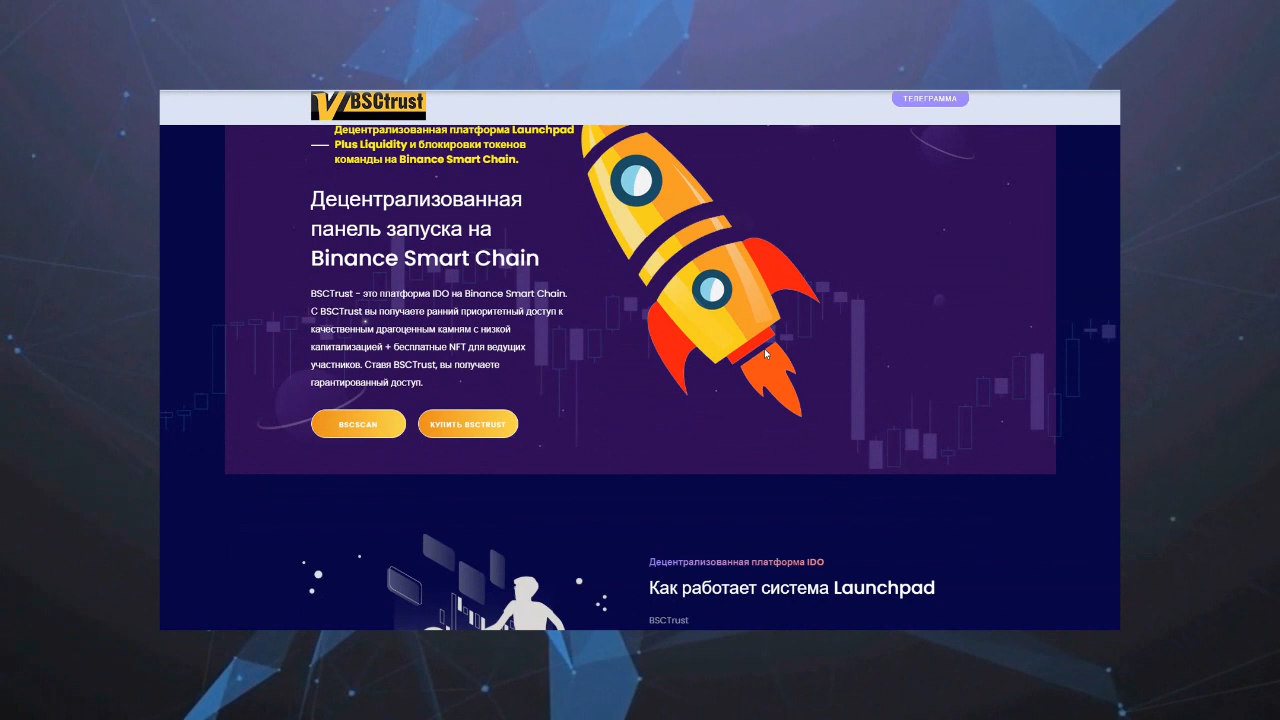 BSCtrust
ТЕЛЕГРАММА
Децентрализованная платформа Launchpad
Plus Liquidity и блокировки токенов
команды на Binance Smart Chain.
Децентрализованная
панель запуска на
Binance Smart Chain
BSCTrust - это платформа IDO на Binance Smart Chain.
С BSCTrust вы получаете ранний приоритетный доступ к
качественным драгоценным камням с низкой
капитализацией + бесплатные NFT для ведущих
участников. Ставя BSCTrust, вы получаете
гарантированный доступ.
BSCSCAN
КУПИТЬ BSCTRUST
Децентрализованная платформа IDO
Как работает система Launchpad
BSCTrust